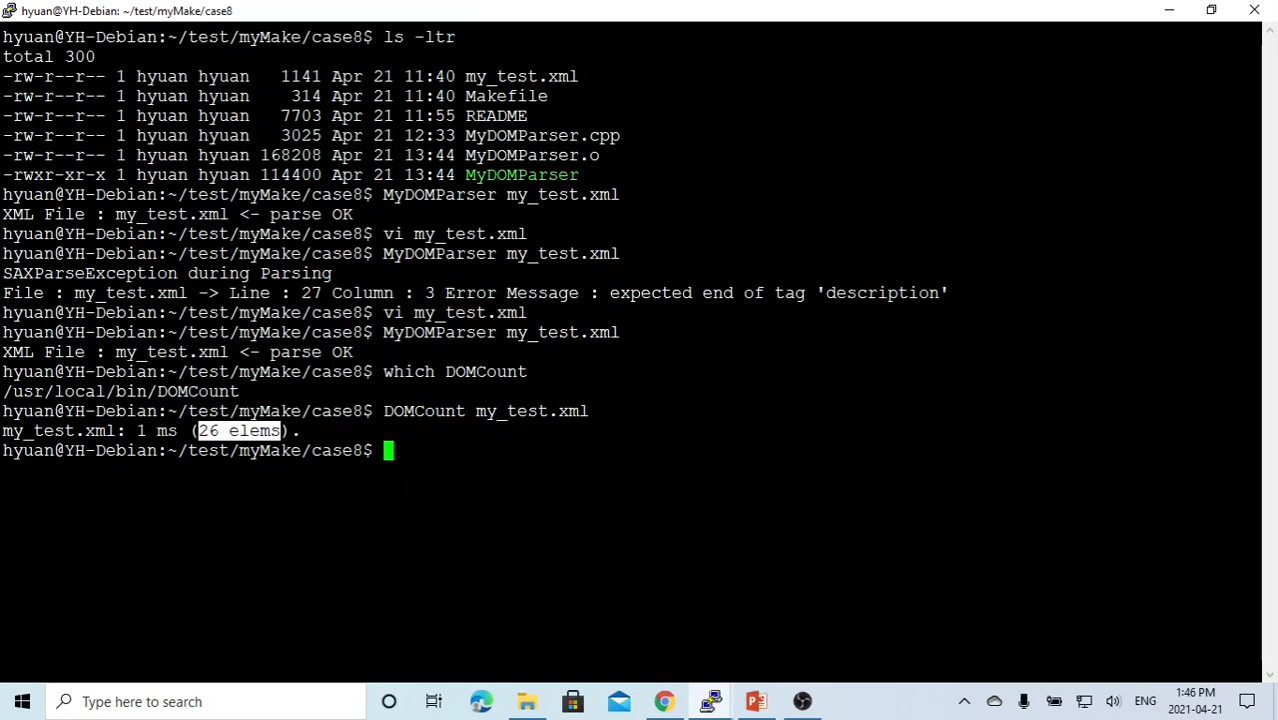 hyuan@YH-Debian: ~/test/myMake/case8
hyuan@YH-Debian:~/test/myMake/case8$ ls -ltr
total 300
-rw-r--r-- 1 hyuan hyuan   1141 Apr 21 11:40 my_test.xml
-rw-r--r-- 1 hyuan hyuan    314 Apr 21 11:40 Makefile
-rw-r--r-- 1 hyuan hyuan   7703 Apr 21 11:55 README
-rw-r--r-- 1 hyuan hyuan   3025 Apr 21 12:33 MyDOMParser.cpp
-rw-r--r-- 1 hyuan hyuan 168208 Apr 21 13:44 MyDOMParser.o
-rwxr-xr-x 1 hyuan hyuan 114400 Apr 21 13:44 MyDOMParser
hyuan@YH-Debian:~/test/myMake/case8$ MyDOMParser my_test.xml
XML File : my_test.xml <- parse OK
hyuan@YH-Debian:~/test/myMake/case8$ vi my_test.xml
hyuan@YH-Debian:~/test/myMake/case8$ MyDOMParser my_test.xml
SAXParseException during Parsing
File : my_test.xml -> Line : 27 Column : 3 Error Message : expected end of tag 'description'
hyuan@YH-Debian:~/test/myMake/case8$ vi my_test.xml
hyuan@YH-Debian:~/test/myMake/case8$ MyDOMParser my_test.xml
XML File : my_test.xml <- parse OK
hyuan@YH-Debian:~/test/myMake/case8$ which DOMCount
/usr/local/bin/DOMCount
hyuan@YH-Debian:~/test/myMake/case8$ DOMCount my_test.xml
my_test.xml: 1 ms (26 elems).
hyuan@YH-Debian:~/test/myMake/case8$
Type here to search
ENG
1:46 PM
2021-04-21